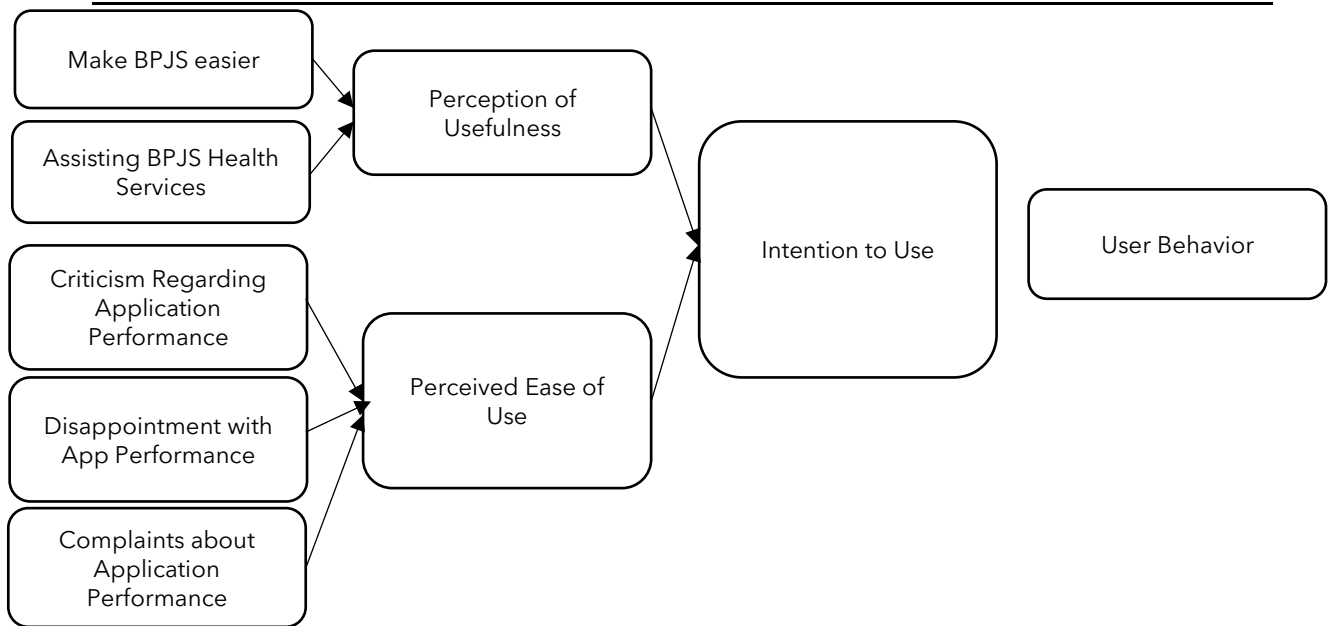 Make BPJS easier
Assisting BPJS Health
Services
Criticism Regarding
Application
Performance
Disappointment with
App Performance
Complaints about
Application
Performance
Perception of
Usefulness
Perceived Ease of
Use
Intention to Use
User Behavior